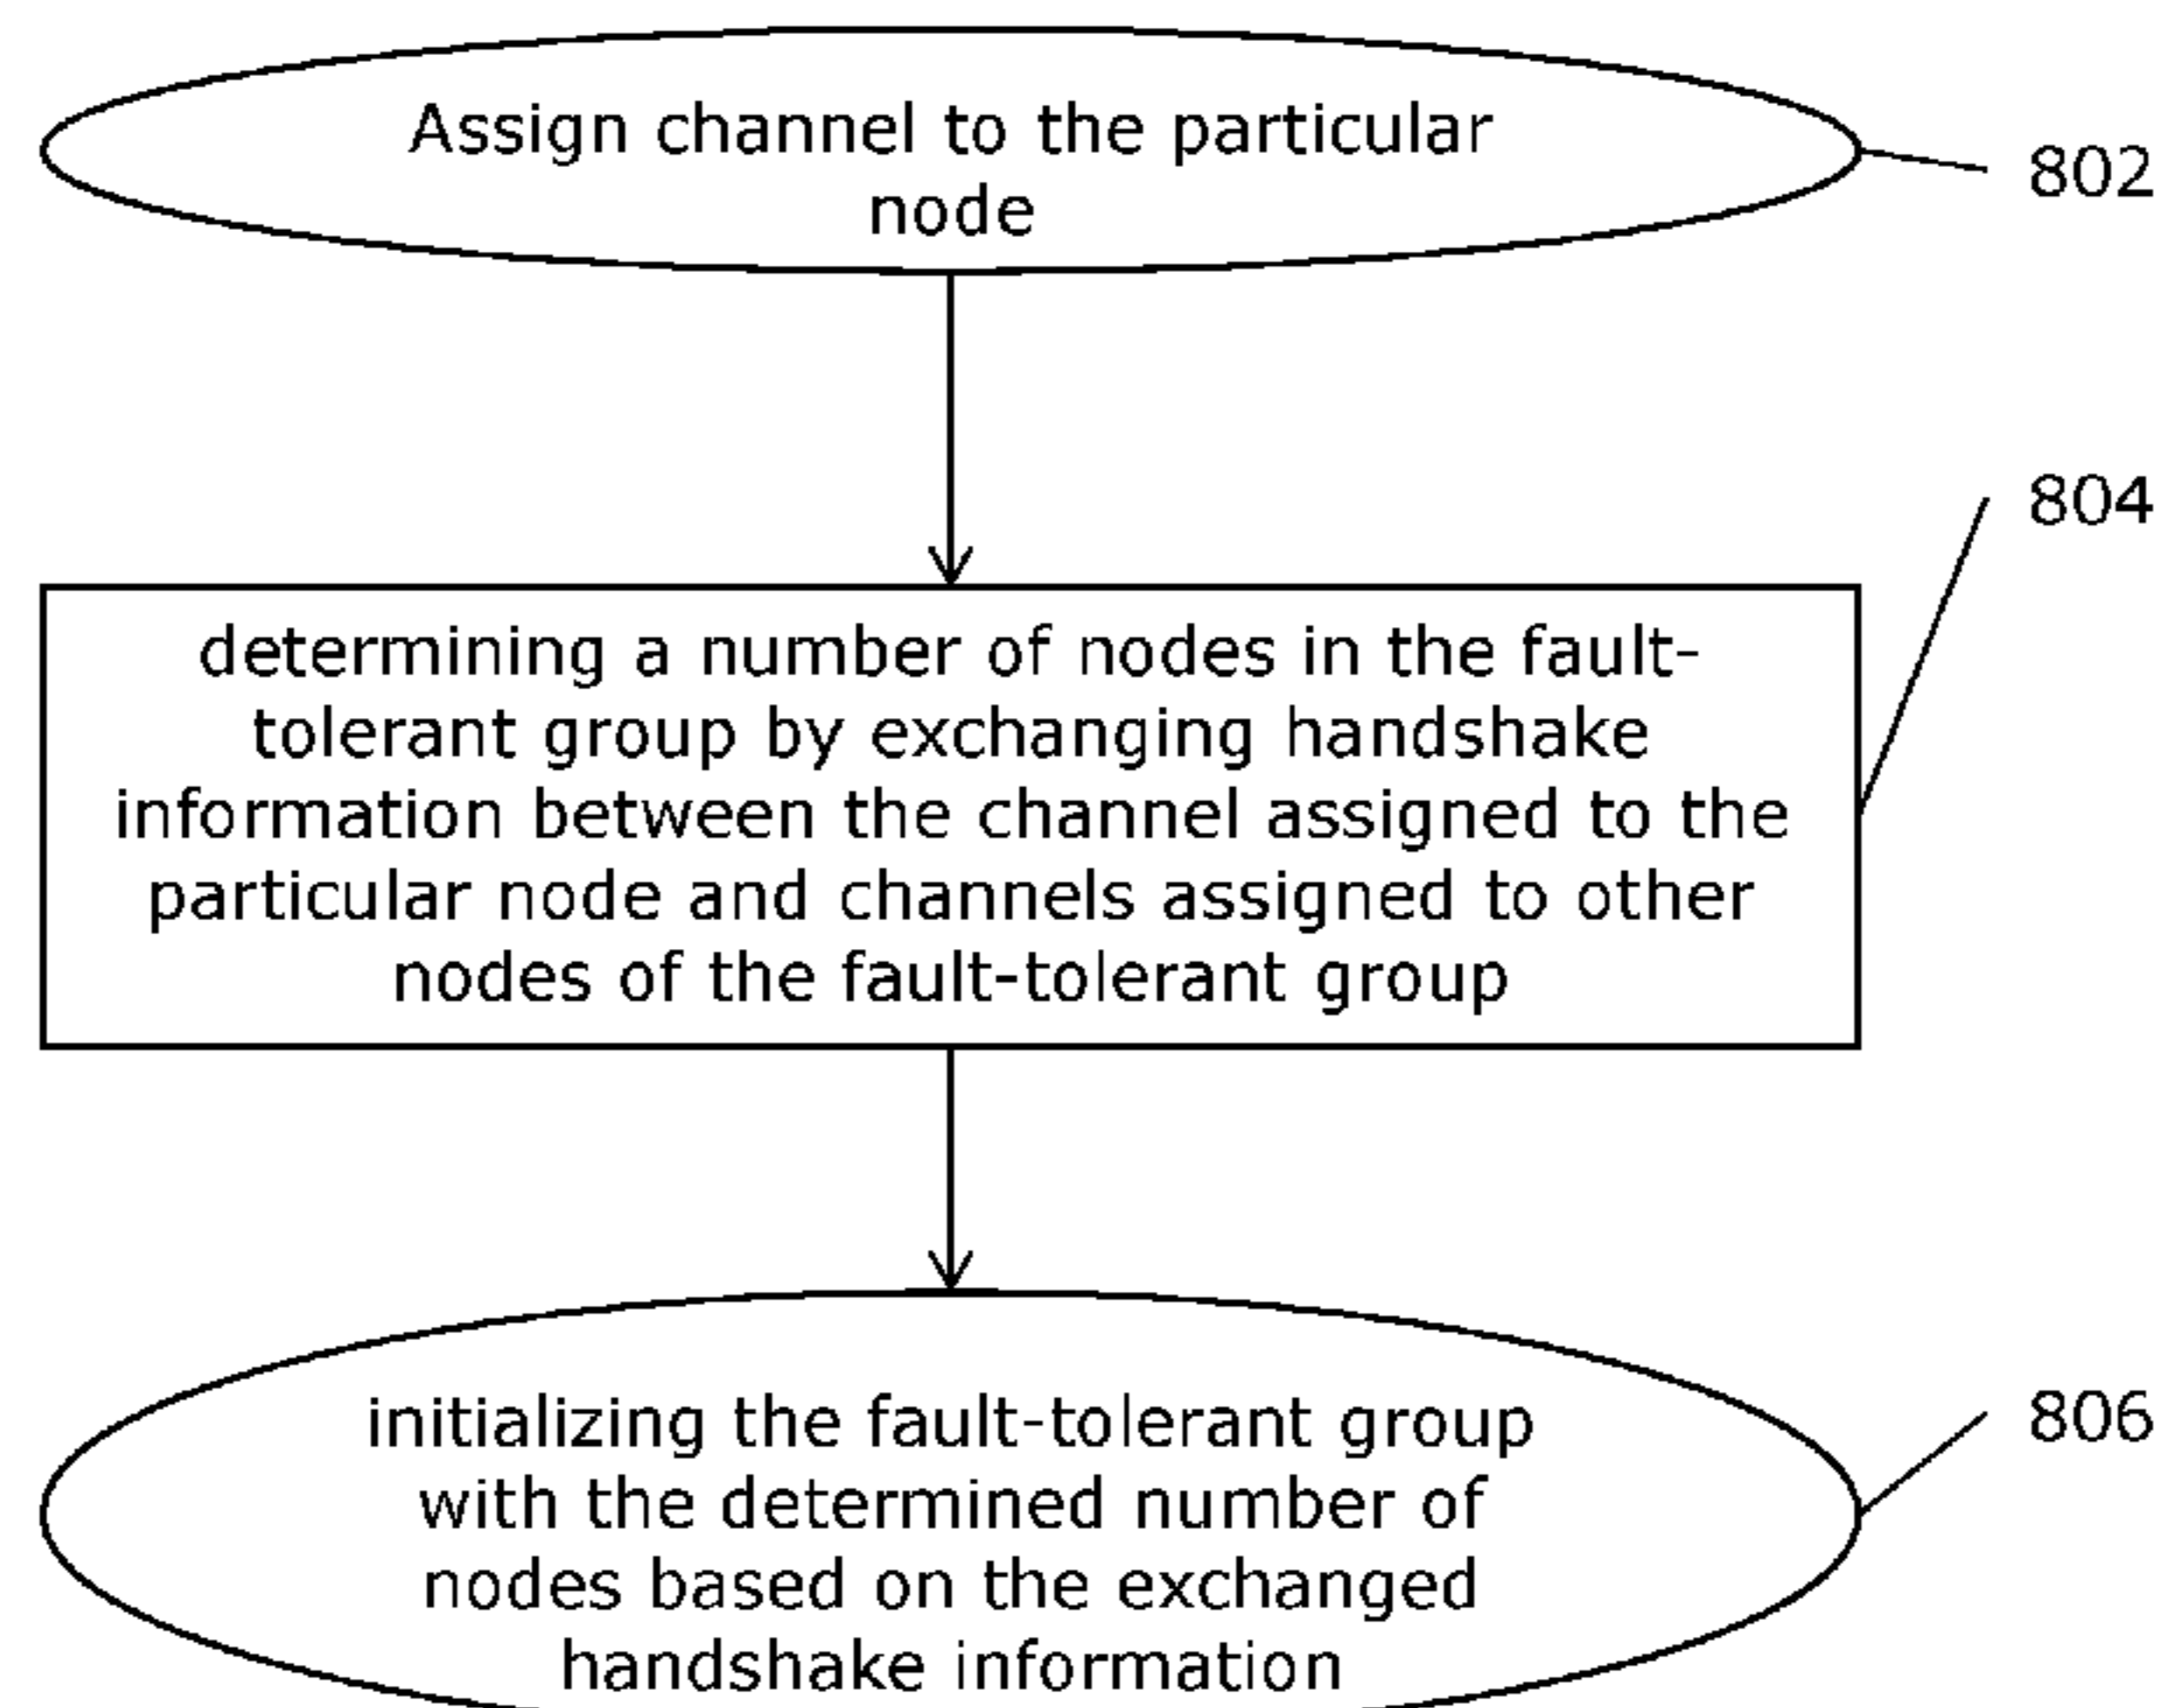 Assign channel to the particular
node
802
804
determining a number of nodes in the fault-
tolerant group by exchanging handshake
information between the channel assigned to the
particular node and channels assigned to other
nodes of the fault-tolerant group
806
initializing the fault-tolerant group
with the determined number of
nodes based on the exchanged
handshake information